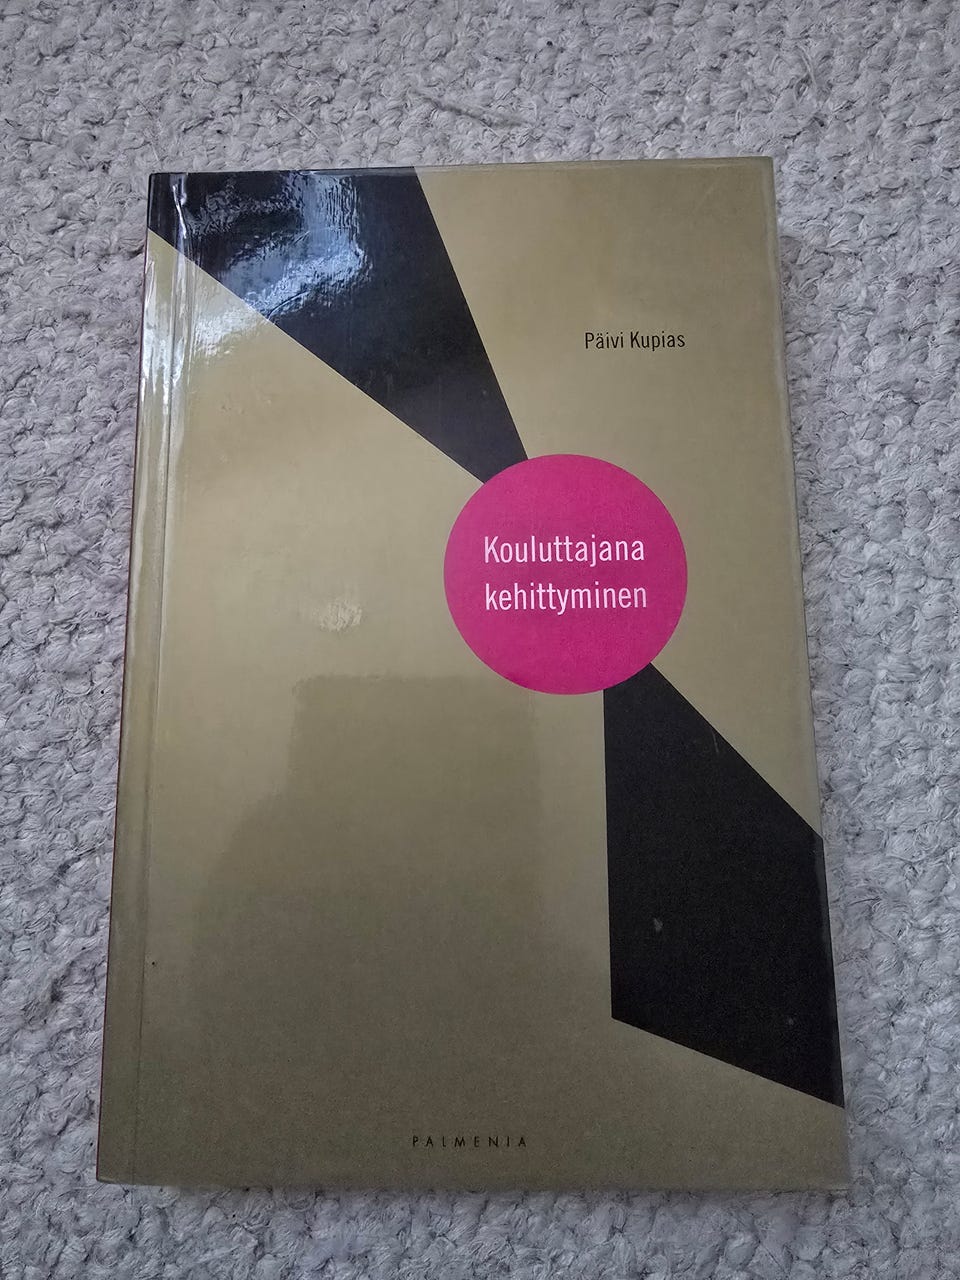 Päivi Kupias
Kouluttajana
kehittyminen
PALMENIA